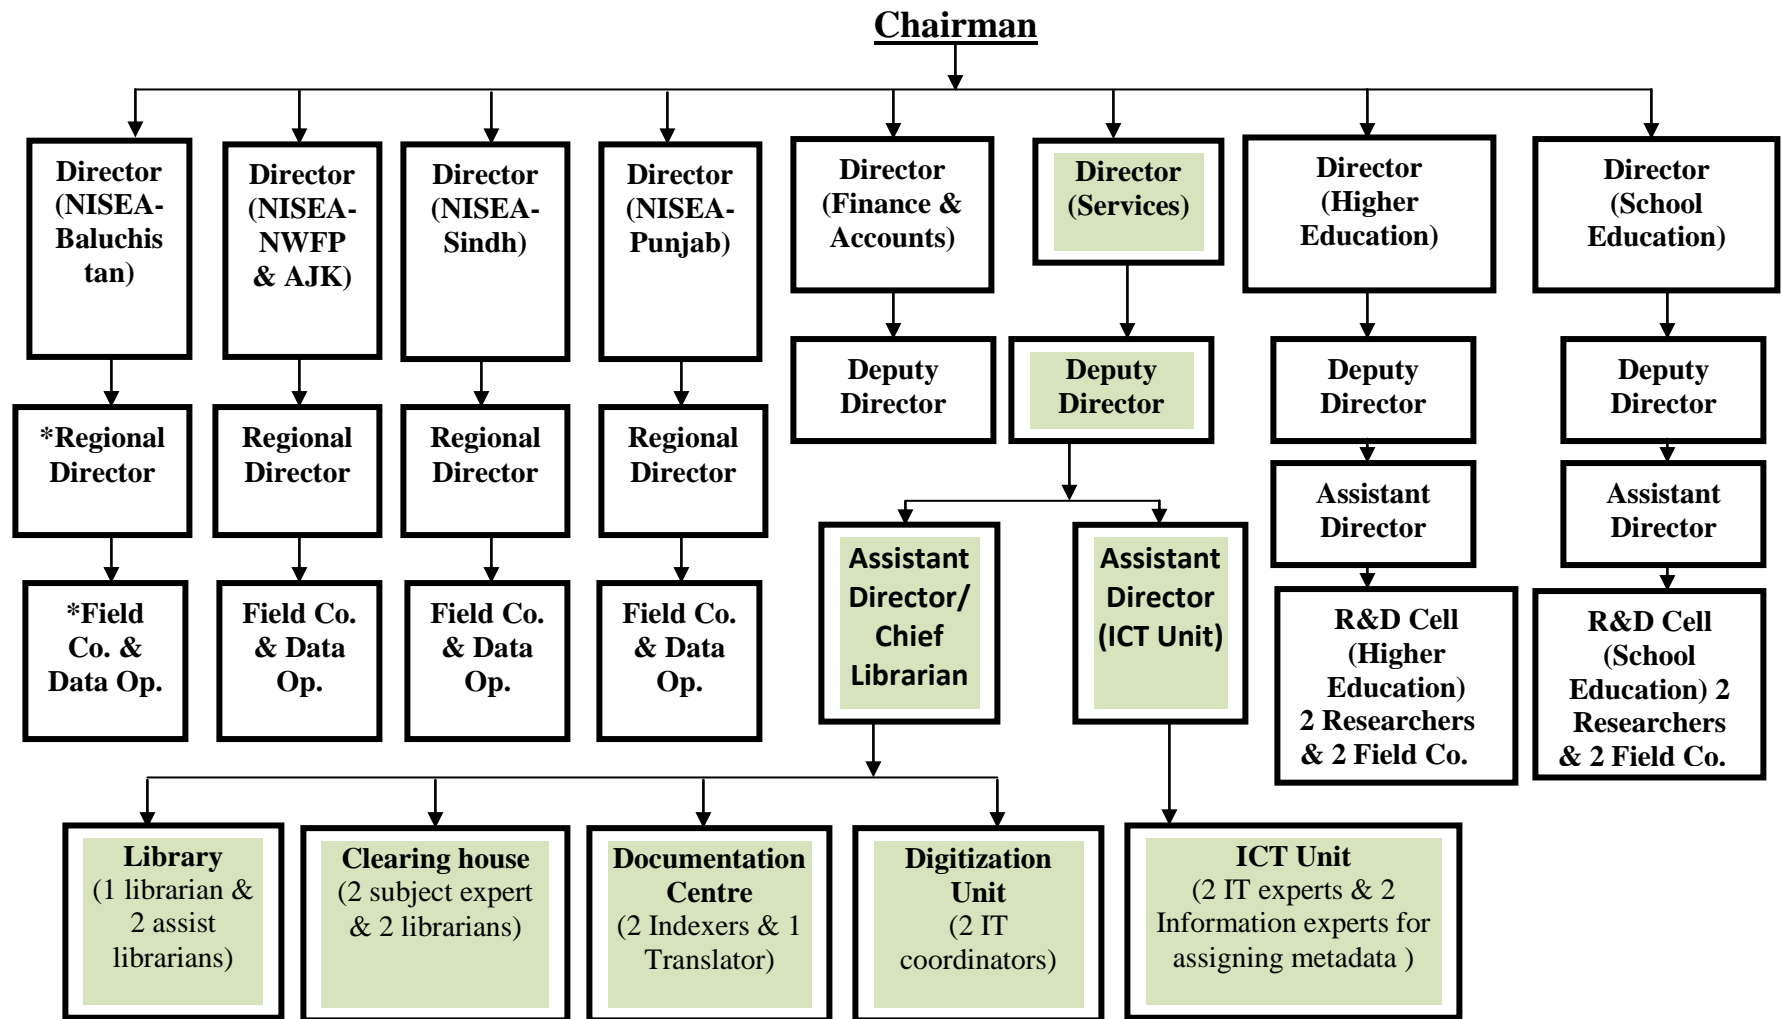 Chairman
Director
(NISEA-
Baluchis
tan)
Director
(NISEA-
NWFP
& AJK)
Director
(NISEA-
Sindh)
Director
(NISEA-
Punjab)
Director
(Finance &
Accounts)
Director
(Services)
Director
(Higher
Education)
Director
(School
Education)
*Regional
Director
Regional
Director
Regional
Director
Regional
Director
Deputy
Director
Deputy
Director
Deputy
Director
Deputy
Director
Assistant
Director
Assistant
Director
*Field
Co. &
Data Op.
Field Co.
& Data
Op.
Field Co.
& Data
Op.
Field Co.
& Data
Op.
Assistant
Director/
Chief
Librarian
Assistant
Director
(ICT Unit)
R&D Cell
(Higher
Education)
2 Researchers
& 2 Field Co.
R&D Cell
(School
Education) 2
Researchers
& 2 Field Co.
Library
(1 librarian &
2 assist
librarians)
Clearing house
(2 subject expert
& 2 librarians)
Documentation
Centre
(2 Indexers & 1
Translator)
Digitization
Unit
(2 IT
coordinators)
ICT Unit
(2 IT experts & 2
Information experts for
assigning metadata )